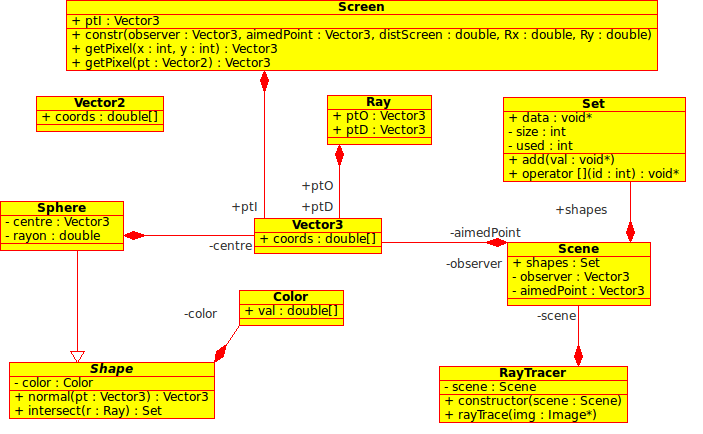 Screen
+ ptI : Vector3
+ constr(observer : Vector3, aimedPoint : Vector3, distScreen : double, Rx : double, Ry : double)
+ getPixel(x : int, y : int) : Vector3
+ getPixel(pt : Vector2) : Vector3
Vector2
+ coords : double[]
Ray
+ ptO : Vector3
+ ptD : Vector3
Set
+ data : void*
- size : int
- used : int
+ add(val : void*)
+ operator [](id : int) : void*
+ptO
+ptI
+ptD
+shapes
Sphere
- centre : Vector3
- rayon : double
-centre
Vector3
+ coords : double[]
-aimedPoint
-observer
Scene
+ shapes : Set
- observer : Vector3
- aimedPoint : Vector3
Color
+ val : double[]
-color
-scene
Shape
- color : Color
+ normal(pt : Vector3) : Vector3
+ intersect(r : Ray) : Set
RayTracer
- scene : Scene
+ constructor(scene : Scene)
+ rayTrace(img : Image*)